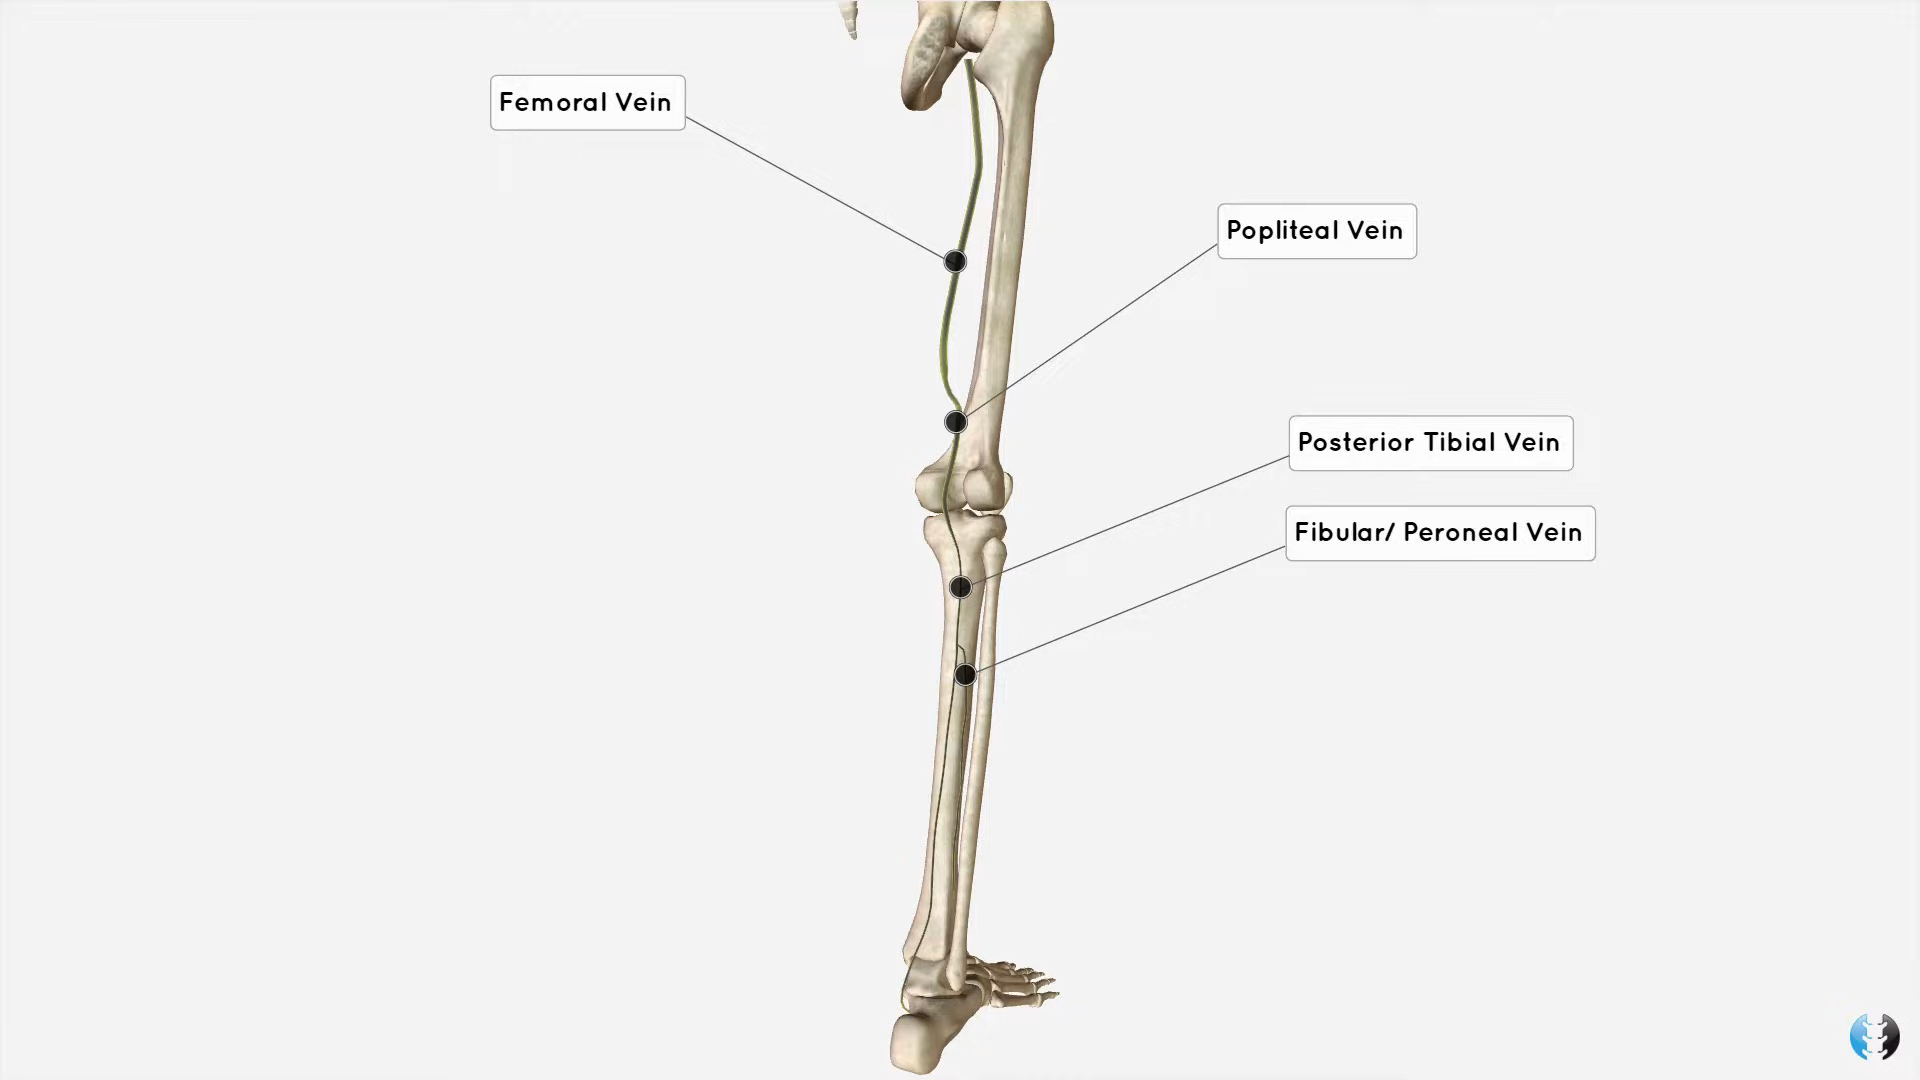 Femoral Vein
Popliteal Vein
Posterior Tibial Vein
Fibular/ Peroneal Vein